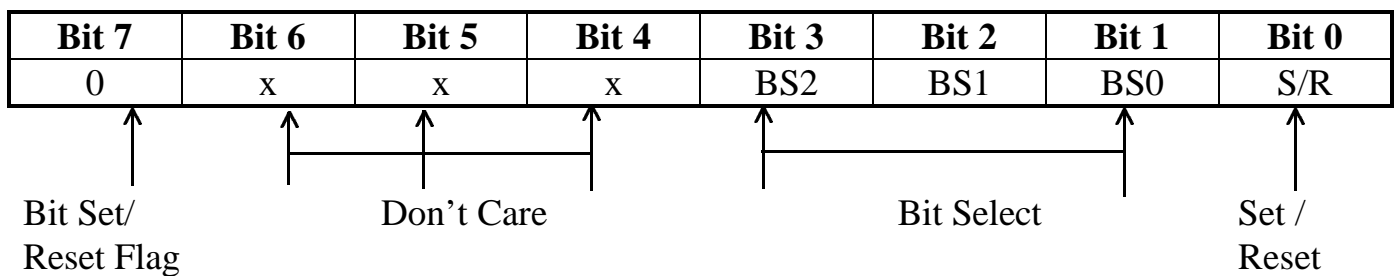 Bit 7 Bit 6 Bit 5 Bit 4 Bit 3 Bit 2 Bit 1 Bit 0
0 x x x BS2 BS1 BS0 S/R
Bit Set/ Don't Care Bit Select Set /
Reset Flag Reset